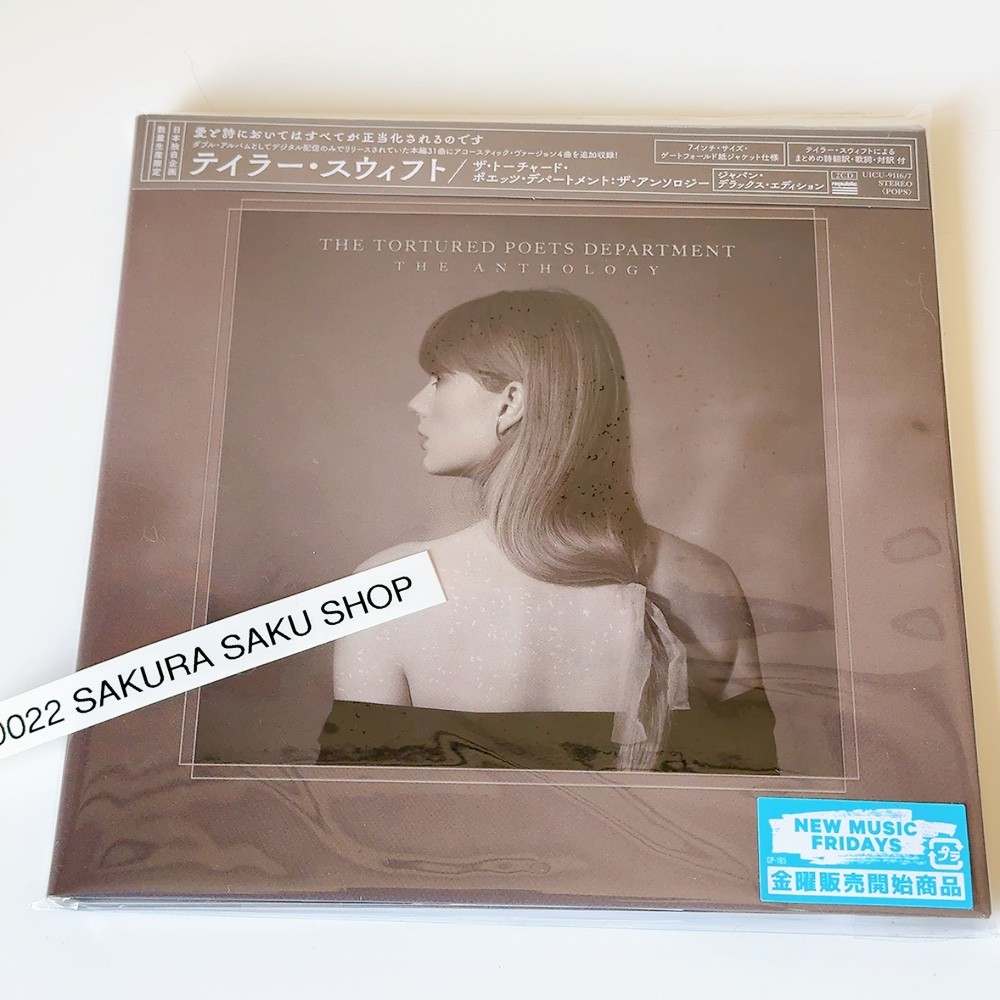 数量生産限定
日本独自企画
愛と詩においてはすべてが正当化されるのです
ダブル・アルバムとしてデジタル配信のみでリリースされていた本編31曲にアコースティック・ヴァージョン4曲を追加収録!
テイラー・スウィフト/
ザ・トーチャード・
ポエッツ・デパートメント:ザ・アンソロジー
ジャパン・
デラックス・エディション
7インチ・サイズ・
ゲートフォールド紙ジャケット仕様
テイラー・スウィフトによる
まとめの詩翻訳・歌詞・対訳 付
2CD
republic
UICU-9116/7
STEREO
〈POPS〉
THE TORTURED POETS DEPARTMENT
THE ANTHOLOGY
0022 SAKURA SAKU SHOP
NEW MUSIC
FRIDAYS
プラ
OP-185
金曜販売開始商品